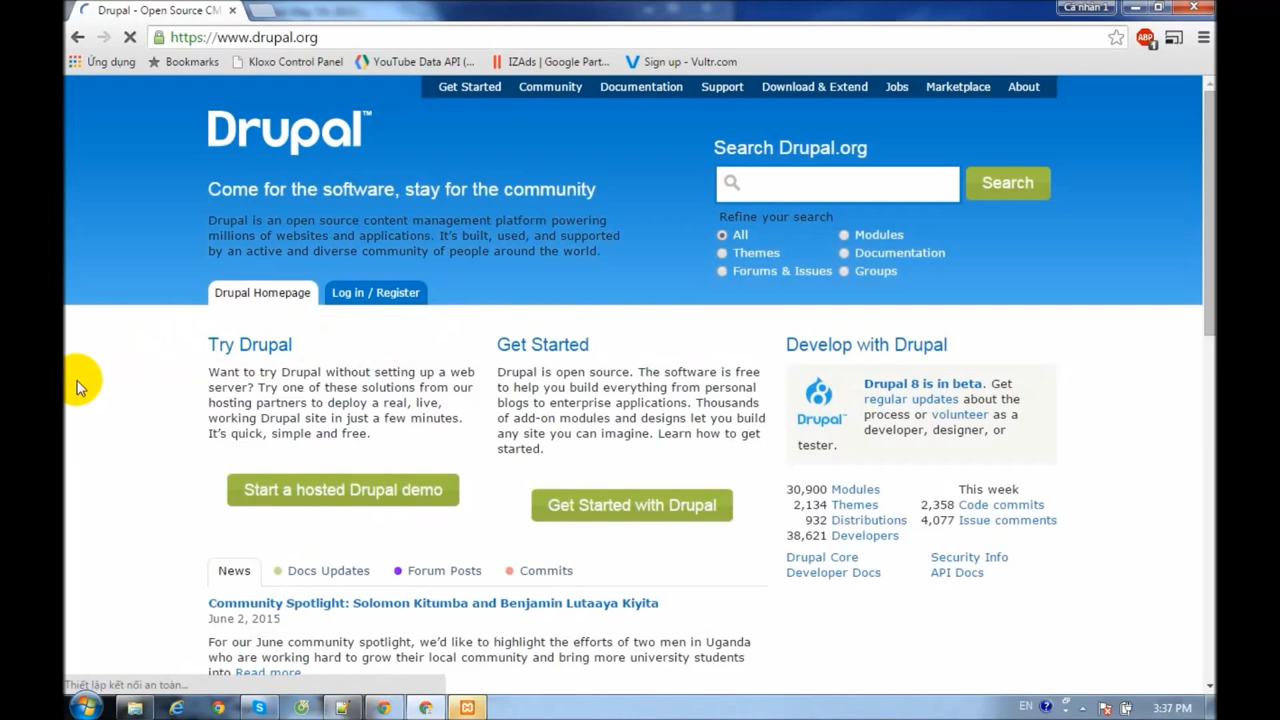 Drupal - Open Source CM
Cá nhân 1
https://www.drupal.org
ABP
1
Ứng dụng
Bookmarks
Kloxo Control Panel
YouTube Data API (...
IZAds | Google Part...
Sign up - Vultr.com
Get Started
Community
Documentation
Support
Download & Extend
Jobs
Marketplace
About
Drupal™
Come for the software, stay for the community
Drupal is an open source content management platform powering
millions of websites and applications. It's built, used, and supported
by an active and diverse community of people around the world.
Search Drupal.org
Search
Refine your search
All
Modules
Themes
Documentation
Forums & Issues
Groups
Drupal Homepage
Log in / Register
Try Drupal
Want to try Drupal without setting up a web
server? Try one of these solutions from our
hosting partners to deploy a real, live,
working Drupal site in just a few minutes.
It's quick, simple and free.
Start a hosted Drupal demo
Get Started
Drupal is open source. The software is free
to help you build everything from personal
blogs to enterprise applications. Thousands
of add-on modules and designs let you build
any site you can imagine. Learn how to get
started.
Get Started with Drupal
Develop with Drupal
Drupal™
Drupal 8 is in beta. Get
regular updates about the
process or volunteer as a
developer, designer, or
tester.
30,900 Modules
2,134 Themes
932 Distributions
38,621 Developers
This week
2,358 Code commits
4,077 Issue comments
Drupal Core
Security Info
Developer Docs
API Docs
News
Docs Updates
Forum Posts
Commits
Community Spotlight: Solomon Kitumba and Benjamin Lutaaya Kiyita
June 2, 2015
For our June community spotlight, we'd like to highlight the efforts of two men in Uganda
who are working hard to grow their local community and bring more university students
into Read more
Thiết lập kết nối an toàn...
EN
3:37 PM